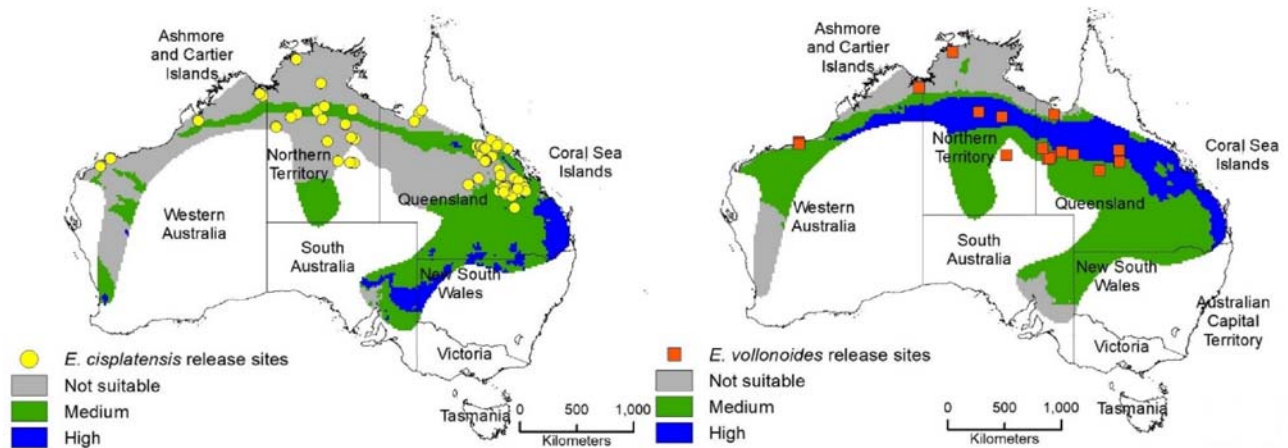 Ashmore
and Cartier
Islands
Northern
Territory
Coral Sea
Islands
Queensland
Western
Australia
South
Australia
New South
Wales
Victoria
Tasmania
E. cisplatensis release sites
Not suitable
Medium
High
0 500 1,000
Kilometers
Ashmore
and Cartier
Islands
Northern
Territory
Coral Sea
Islands
Queensland
Western
Australia
South
Australia
New South
Wales
Australian
Capital
Territory
Victoria
Tasmania
E. vollonoides release sites
Not suitable
Medium
High
0 500 1,000
Kilometers